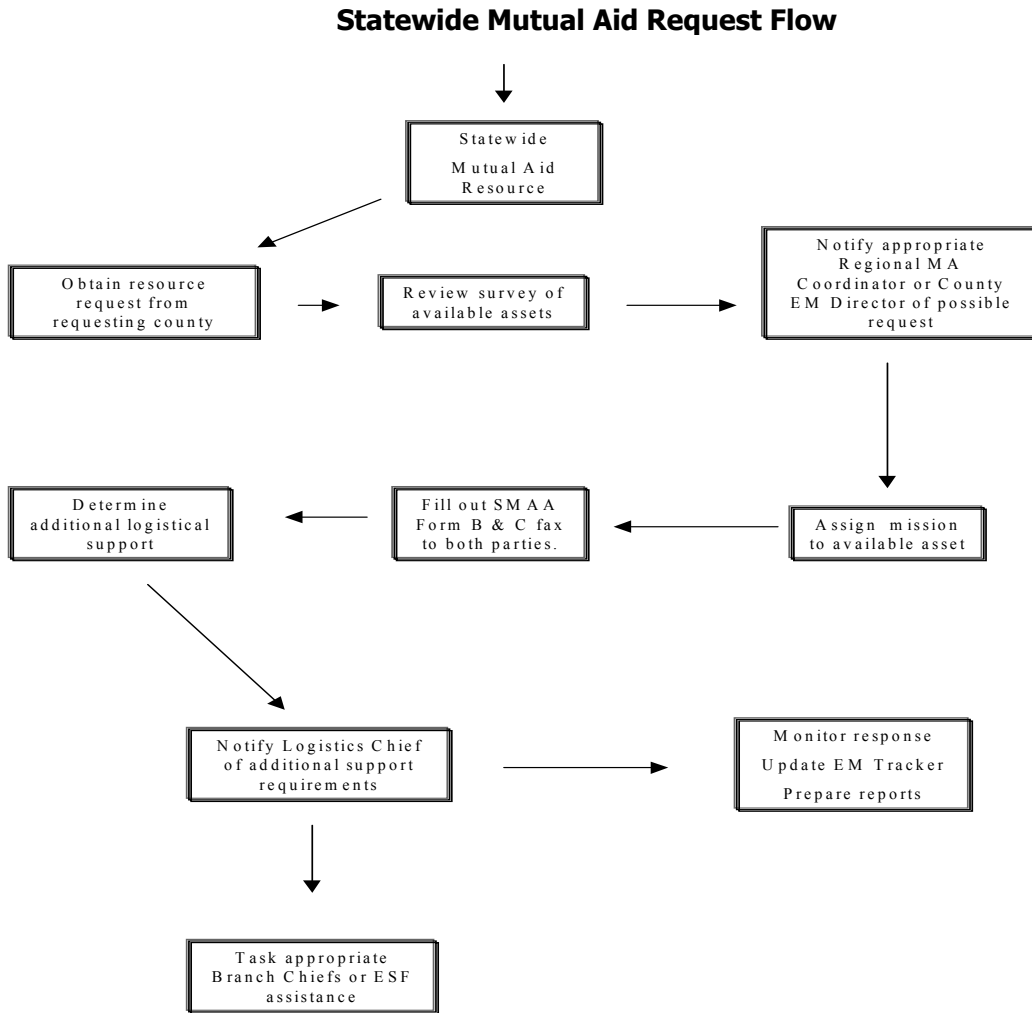 Statewide Mutual Aid Request Flow
Statewide
Mutual Aid
Resource
Obtain resource
request from
requesting county
Review survey of
available assets
Notify appropriate
Regional MA
Coordinator or County
EM Director of possible
request
Determine
additional logistical
support
Fill out SMAA
Form B & C fax
to both parties.
Assign mission
to available asset
Notify Logistics Chief
of additional support
requirements
Monitor response
Update EM Tracker
Prepare reports
Task appropriate
Branch Chiefs or ESF
assistance